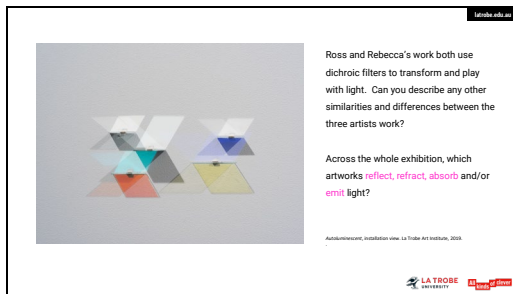 latrobe.edu.au
Ross and Rebecca's work both use
dichroic filters to transform and play
with light. Can you describe any other
similarities and differences between the
three artists work?
Across the whole exhibition, which
artworks reflect, refract, absorb and/or
emit light?
Autoluminescent, installation view. La Trobe Art Institute, 2019.
LA TROBE
UNIVERSITY
All kinds of clever